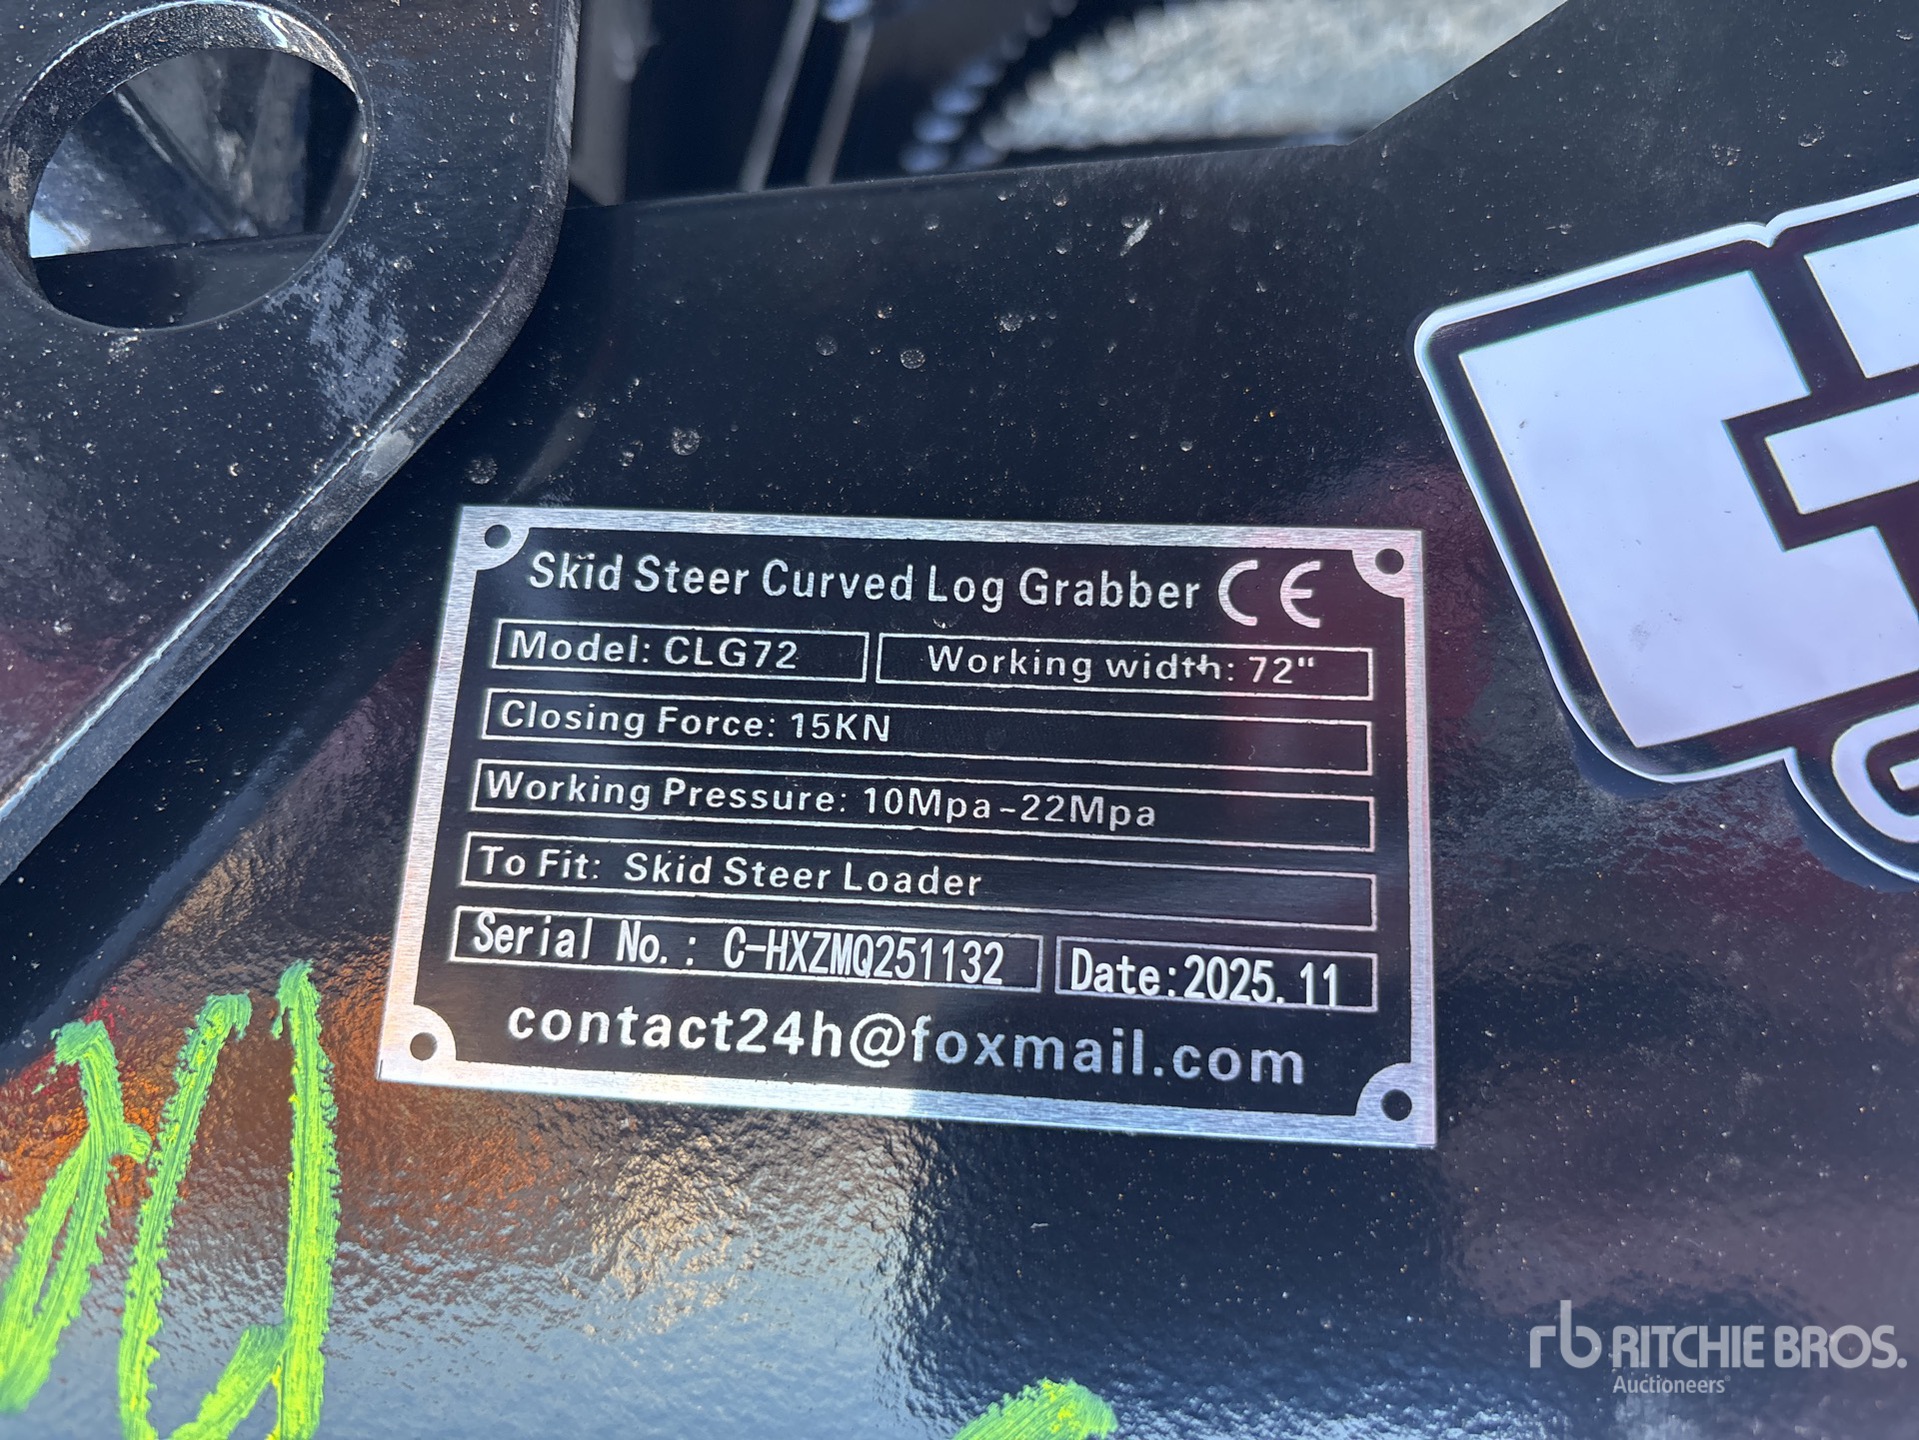 Skid Steer Curved Log Grabber CE
Model: CLG72
Working width: 72"
Closing Force: 15KN
Working Pressure: 10Mpa-22Mpa
To Fit: Skid Steer Loader
Serial No.: C-HXZMQ251132
Date:2025.11
contact24h@foxmail.com
rb RITCHIE BROS.
Auctioneers